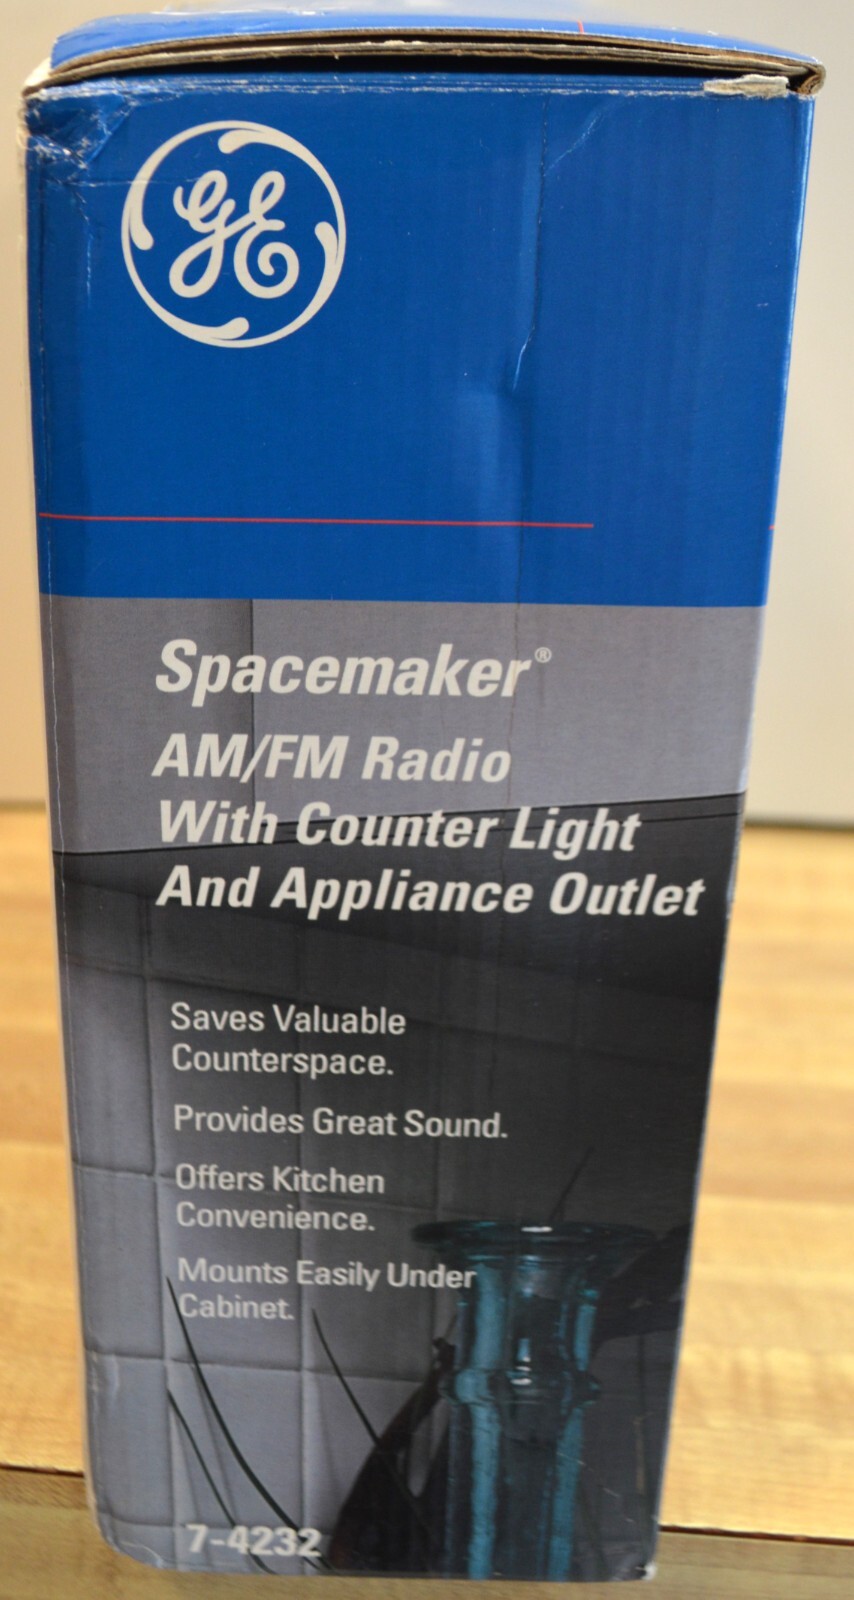 GE
Spacemaker®
AM/FM Radio
With Counter Light
And Appliance Outlet
Saves Valuable
Counterspace.
Provides Great Sound.
Offers Kitchen
Convenience.
Mounts Easily Under
Cabinet.
7-4232